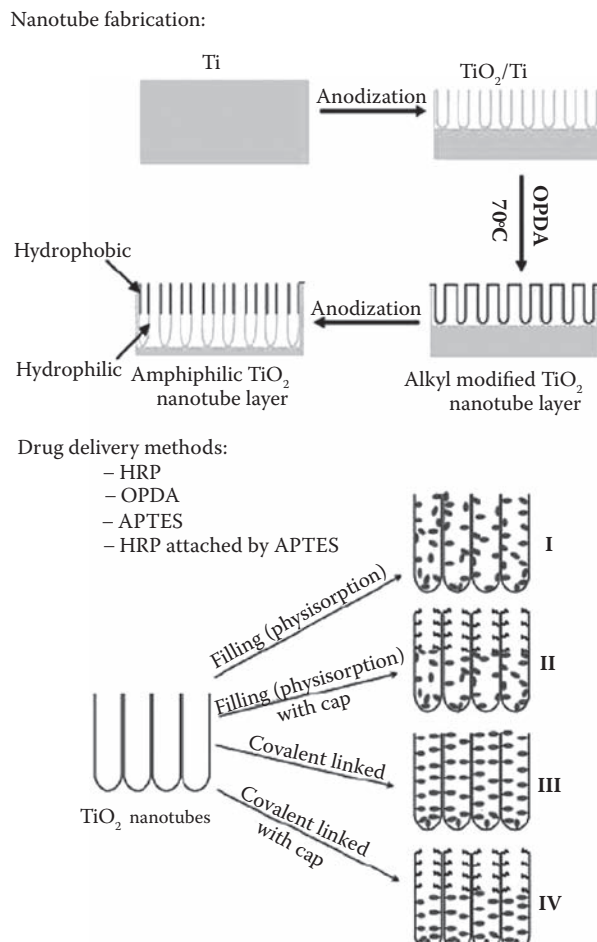 Nanotube fabrication:
Ti
Anodization
TiO2/Ti
OPDA
70°C
Hydrophobic
Hydrophilic
Anodization
Amphiphilic TiO2
nanotube layer
Alkyl modified TiO2
nanotube layer
Drug delivery methods:
– HRP
– OPDA
– APTES
– HRP attached by APTES
Filling (physisorption)
I
Filling (physisorption)
with cap
II
Covalent linked
III
Covalent linked
with cap
IV
TiO2 nanotubes